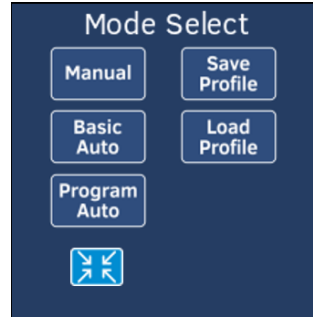 Mode Select
Manual
Save
Profile
Basic
Auto
Load
Profile
Program
Auto